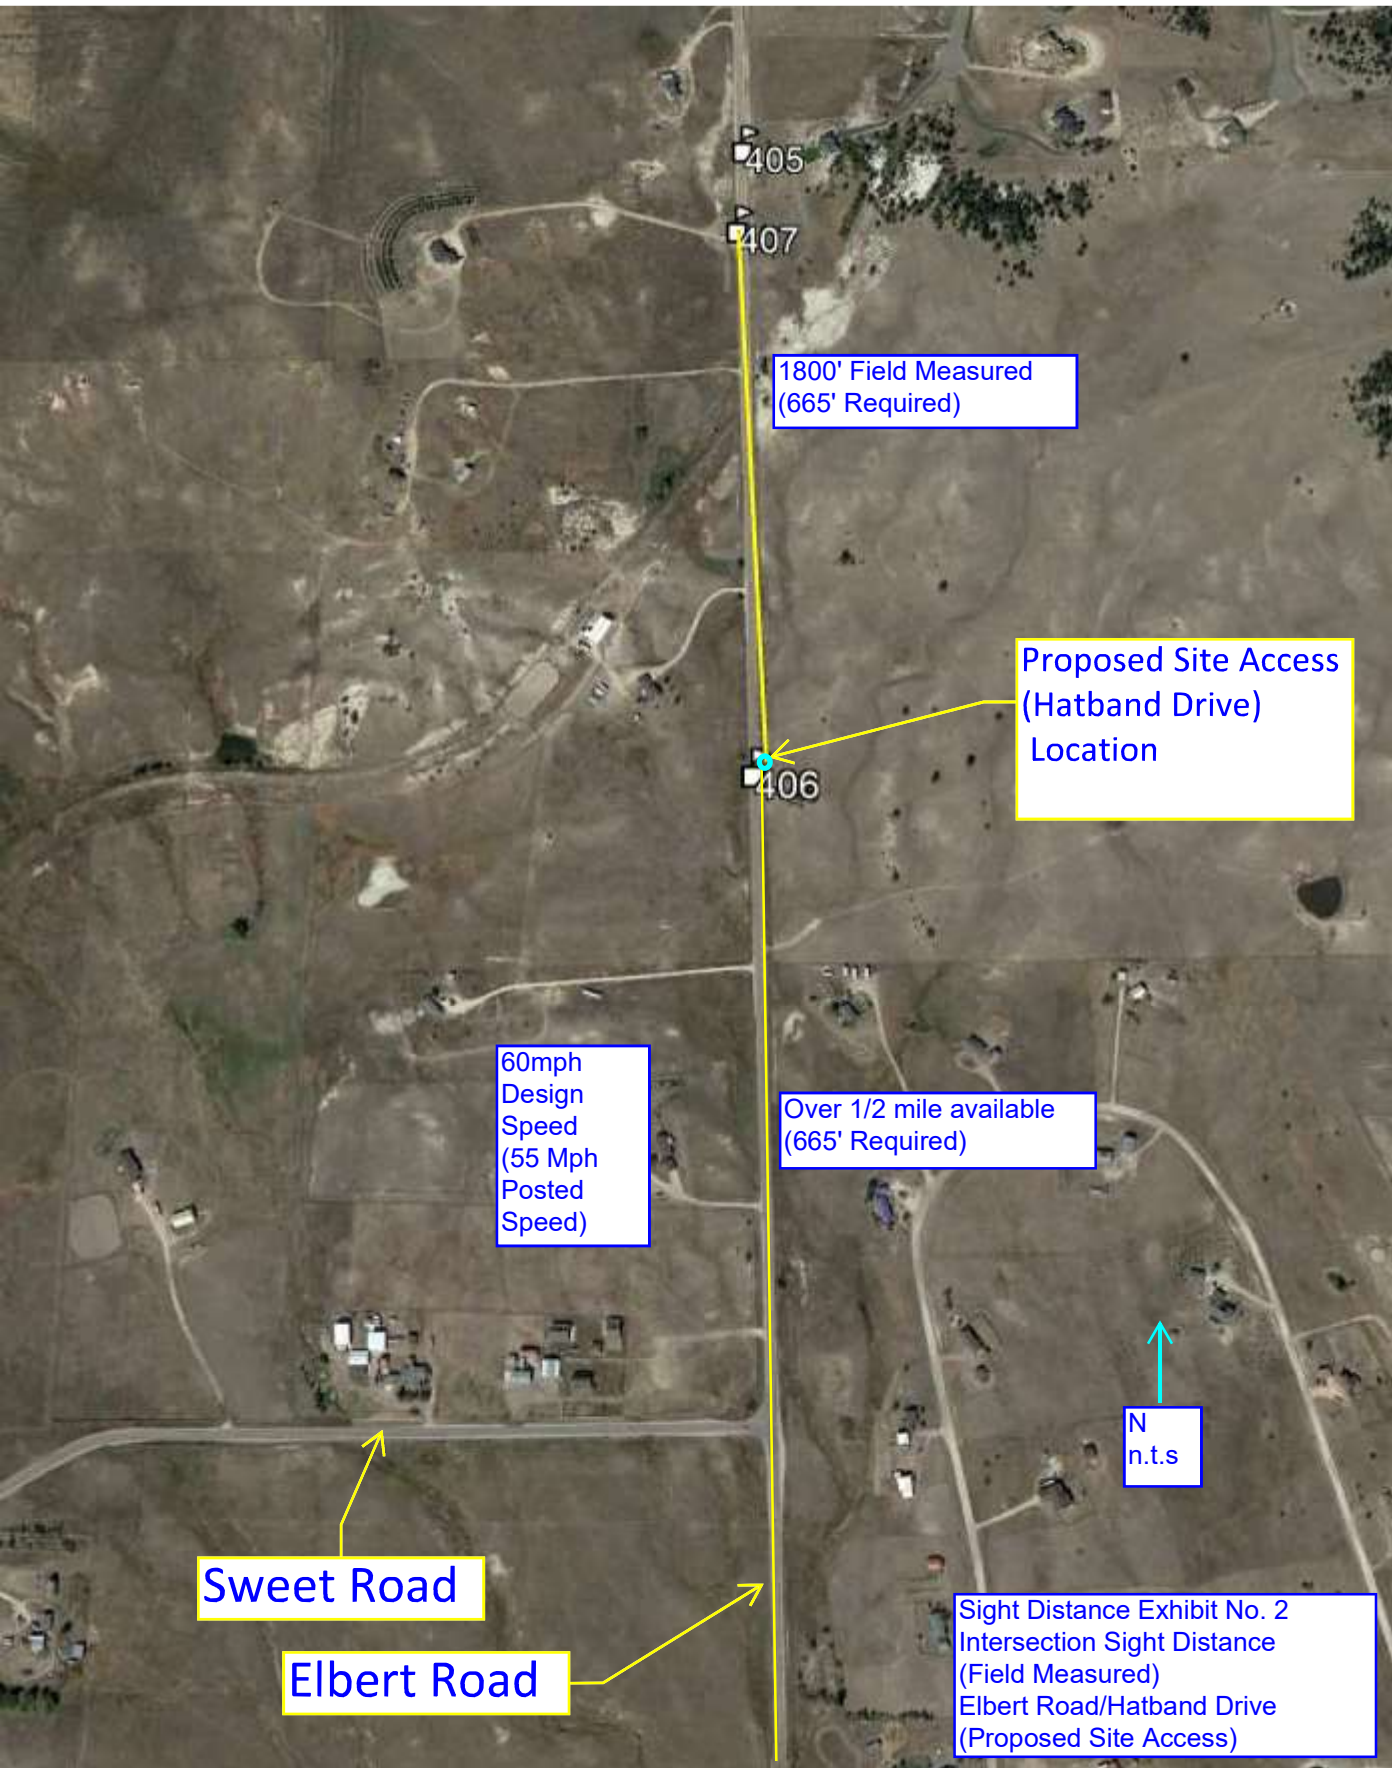 405
407
1800' Field Measured
(665' Required)
Proposed Site Access
(Hatband Drive)
Location
406
60mph
Design
Speed
(55 Mph
Posted
Speed)
Over 1/2 mile available
(665' Required)
N
n.t.s
Sweet Road
Elbert Road
Sight Distance Exhibit No. 2
Intersection Sight Distance
(Field Measured)
Elbert Road/Hatband Drive
(Proposed Site Access)